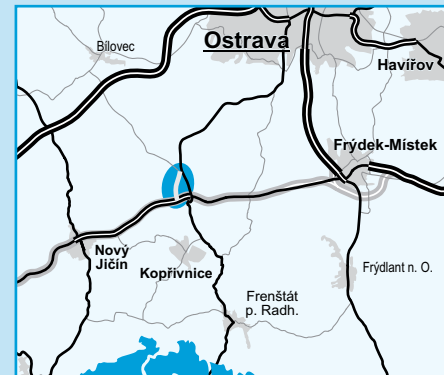 Ostrava
Bílovec
Havířov
Frýdek-Místek
Nový
Jičín
Kopřivnice
Frýdlant n. O.
Frenštát
p. Radh.